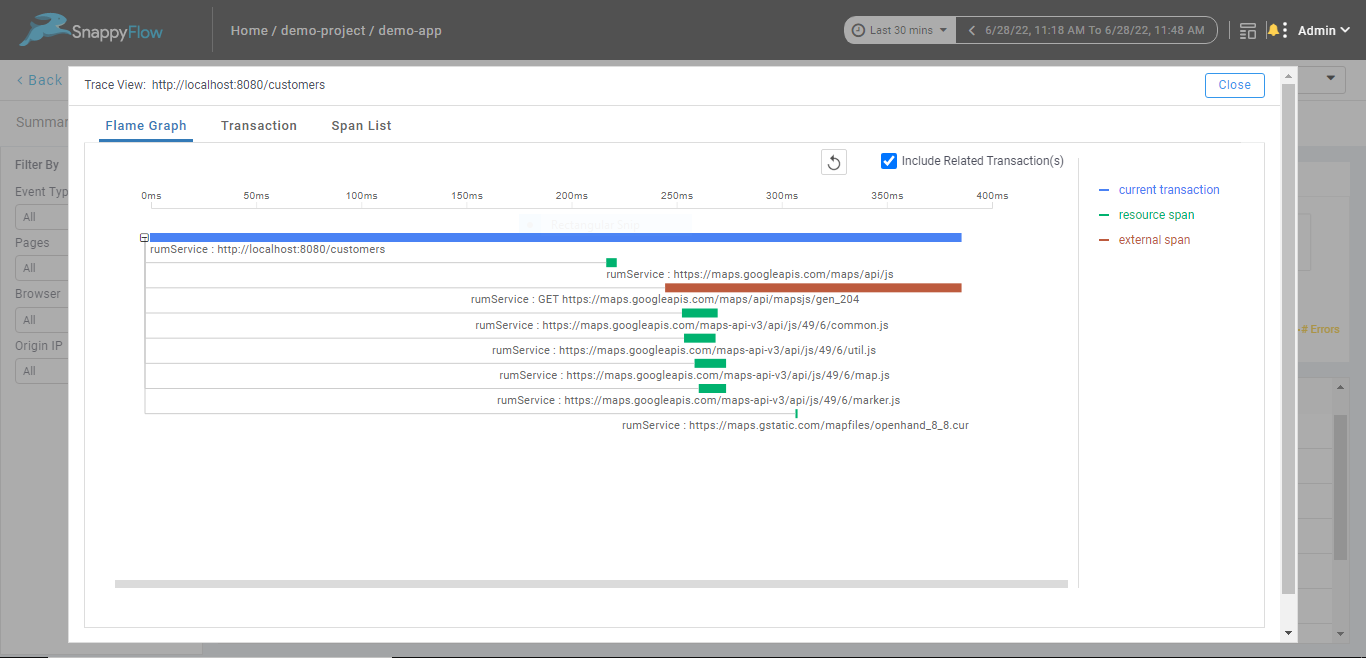 SnappyFlow
Home / demo-project / demo-app
Last 30 mins
6/28/22, 11:18 AM To 6/28/22, 11:48 AM
Admin
< Back
Trace View: http://localhost:8080/customers
Close
Summar
Flame Graph Transaction Span List
Filter By
Event Typ
All
Pages
All
Browser
All
Origin IP
All
Include Related Transaction(s)
0ms 50ms 100ms 150ms 200ms 250ms 300ms 350ms 400ms
Rectangular Snip
current transaction
resource span
external span
rumService : http://localhost:8080/customers
rumService : https://maps.googleapis.com/maps/api/js
rumService : GET https://maps.googleapis.com/maps/api/mapsjs/gen_204
rumService : https://maps.googleapis.com/maps-api-v3/api/js/49/6/common.js
rumService : https://maps.googleapis.com/maps-api-v3/api/js/49/6/util.js
rumService : https://maps.googleapis.com/maps-api-v3/api/js/49/6/map.js
rumService : https://maps.googleapis.com/maps-api-v3/api/js/49/6/marker.js
rumService : https://maps.gstatic.com/mapfiles/openhand_8_8.cur
# Errors